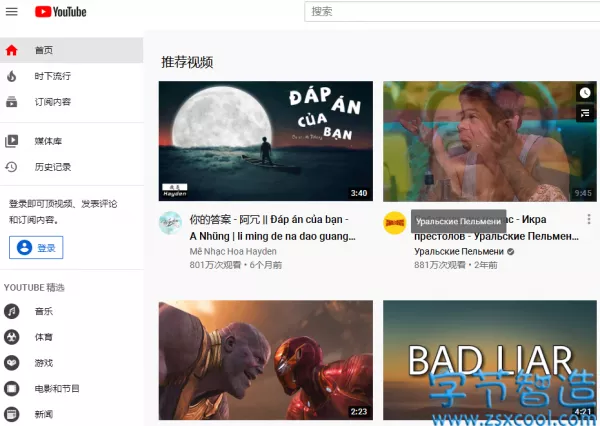 YouTube
搜索
首页
时下流行
订阅内容
媒体库
历史记录
登录即可顶视频、发表评论
和订阅内容。
登录
YOUTUBE 精选
音乐
体育
游戏
电影和节目
新闻
推荐视频
ĐÁP
ÁN
CỦA
BẠN
Hayden
3:40
9:45
你的答案 - 阿冗 || Đáp án của bạn -
A Nhũng | li ming de na dao guang...
Mê Nhạc Hoa Hayden
801万次观看 • 6个月前
Уральские Пельмени
нас - Икра
престолов - Уральские Пельмен...
Уральские Пельмени
881万次观看 • 2年前
2:23
BAD LIAR
4:21
字节智造
www.zsxcool.com